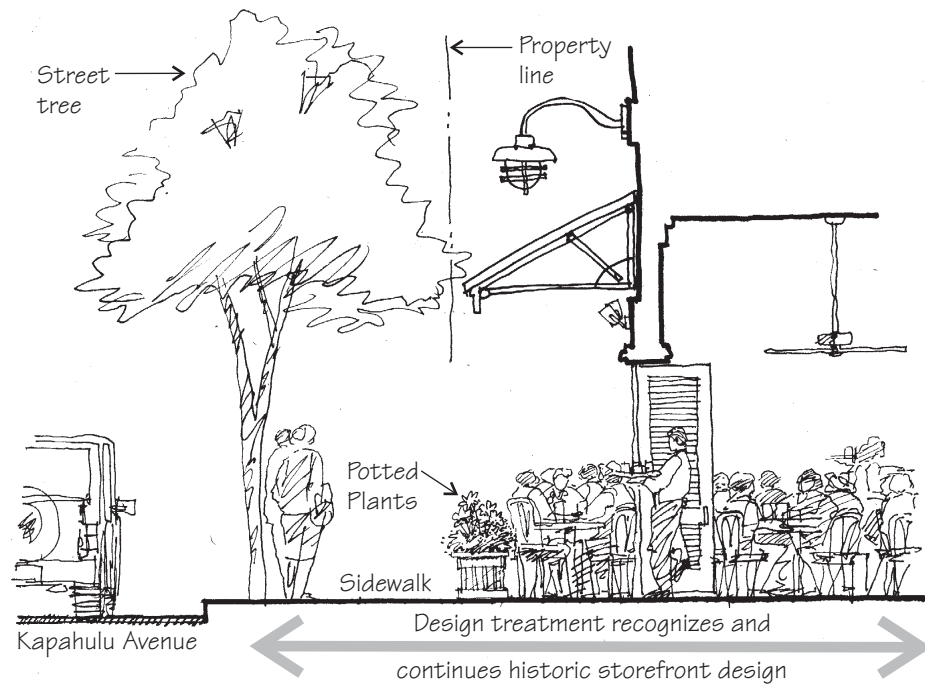 Street
tree
Property
line
Potted
Plants
Sidewalk
Kapahulu Avenue
Design treatment recognizes and
continues historic storefront design